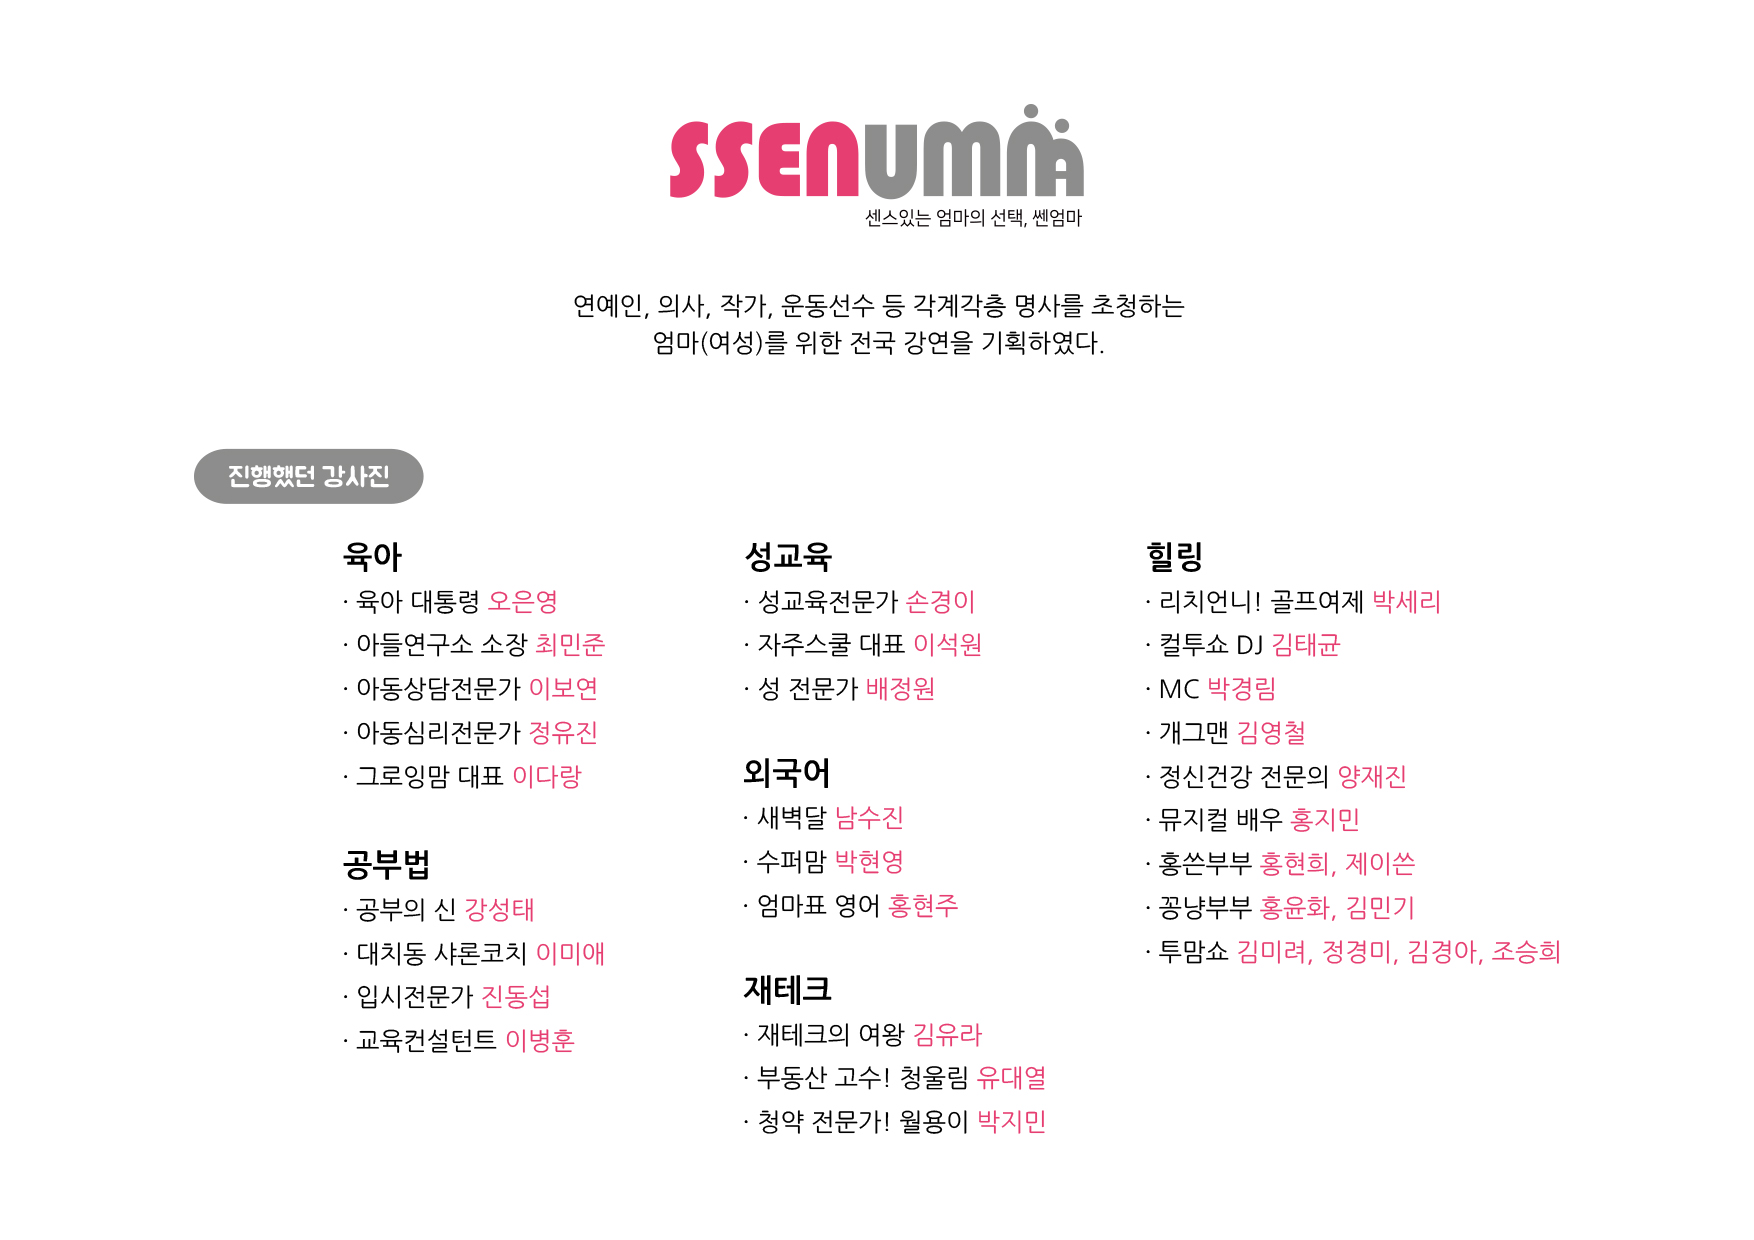 SSENUMMA
센스있는 엄마의 선택, 쎈엄마
연예인, 의사, 작가, 운동선수 등 각계각층 명사를 초청하는
엄마(여성)를 위한 전국 강연을 기획하였다.
진행했던 강사진
육아
· 육아 대통령 오은영
· 아들연구소 소장 최민준
· 아동상담전문가 이보연
· 아동심리전문가 정유진
· 그로잉맘 대표 이다랑
공부법
· 공부의 신 강성태
· 대치동 샤론코치 이미애
· 입시전문가 진동섭
· 교육컨설턴트 이병훈
성교육
· 성교육전문가 손경이
· 자주스쿨 대표 이석원
· 성 전문가 배정원
외국어
· 새벽달 남수진
· 수퍼맘 박현영
· 엄마표 영어 홍현주
재테크
· 재테크의 여왕 김유라
· 부동산 고수! 청울림 유대열
· 청약 전문가! 월용이 박지민
힐링
· 리치언니! 골프여제 박세리
· 컬투쇼 DJ 김태균
· MC 박경림
· 개그맨 김영철
· 정신건강 전문의 양재진
· 뮤지컬 배우 홍지민
· 홍쓴부부 홍현희, 제이쓴
· 꽁냥부부 홍윤화, 김민기
· 투맘쇼 김미려, 정경미, 김경아, 조승희